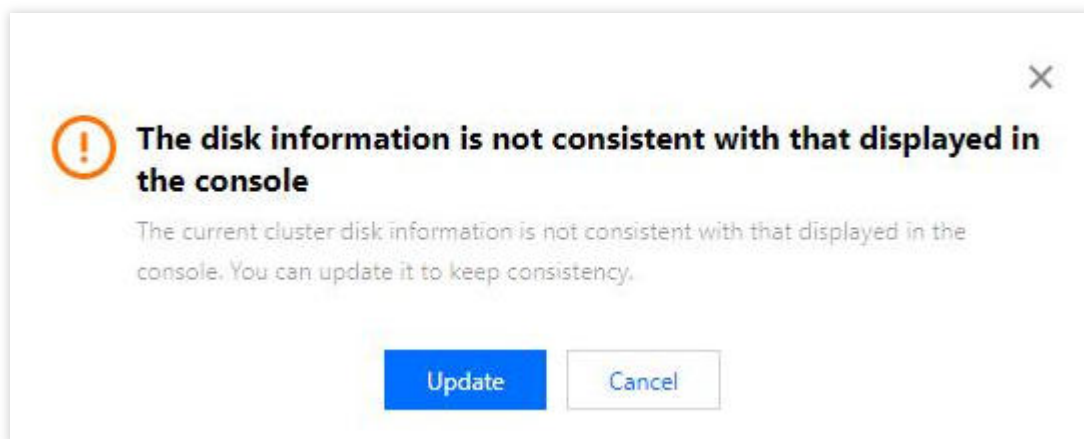 The disk information is not consistent with that displayed in
the console
The current cluster disk information is not consistent with that displayed in the
console. You can update it to keep consistency.
Update
Cancel